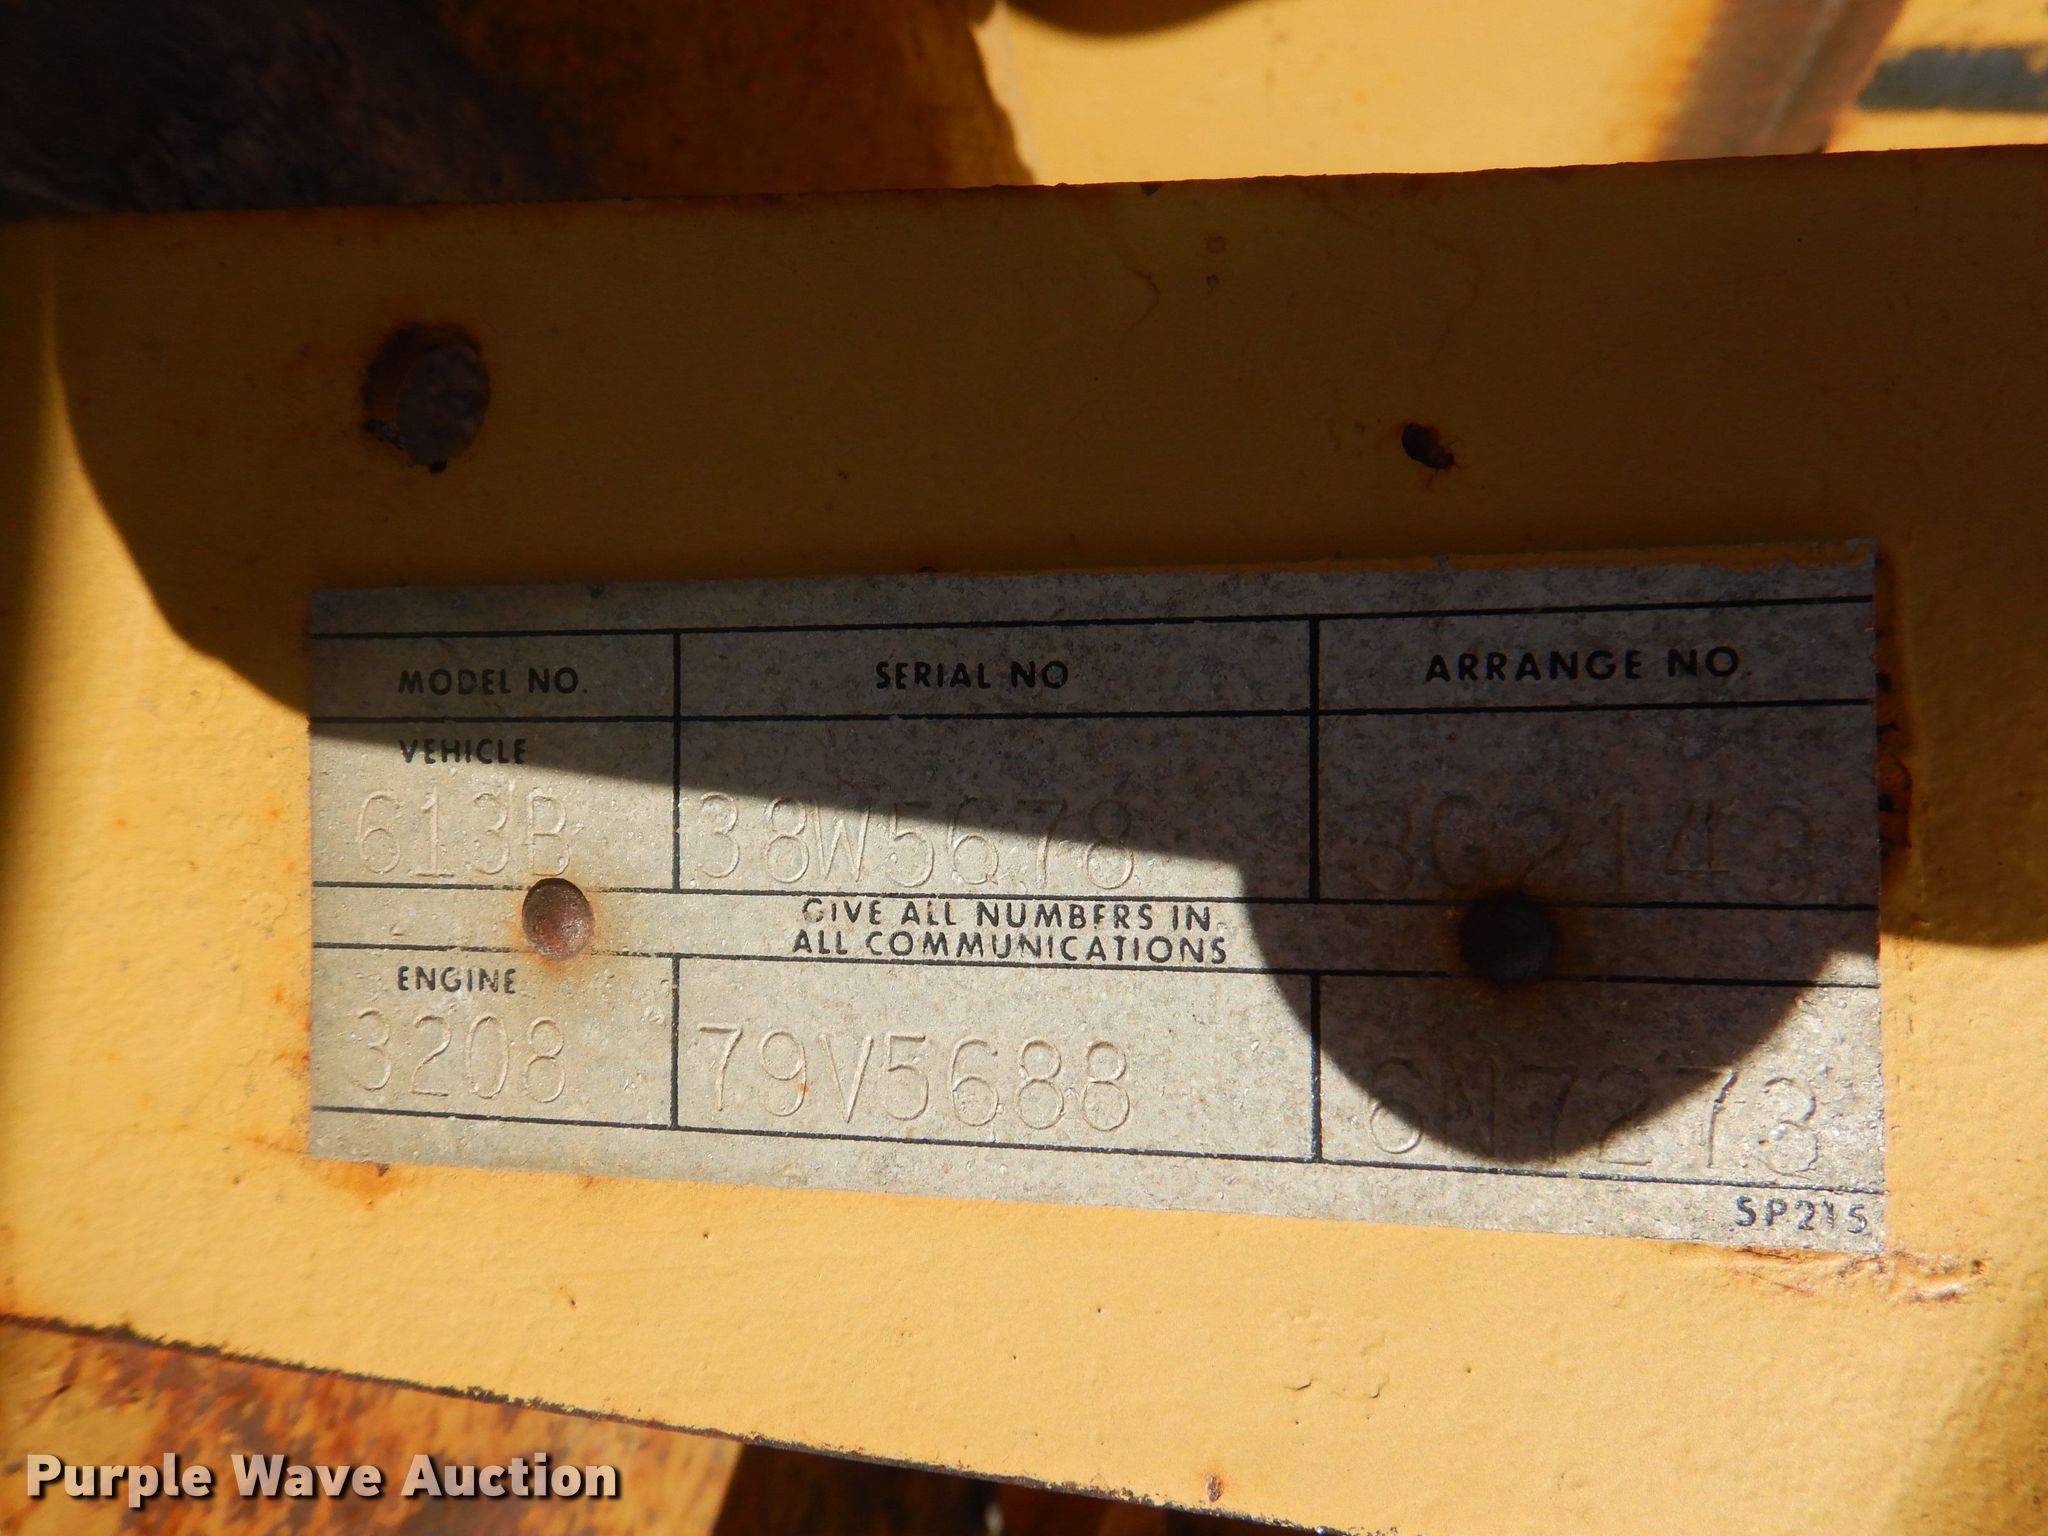 MODEL NO. SERIAL NO ARRANGE NO.
VEHICLE
613B 38W5678 3G2143
GIVE ALL NUMBERS IN
ALL COMMUNICATIONS
ENGINE
3208 79V5688 6N7273
SP215
Purple Wave Auction